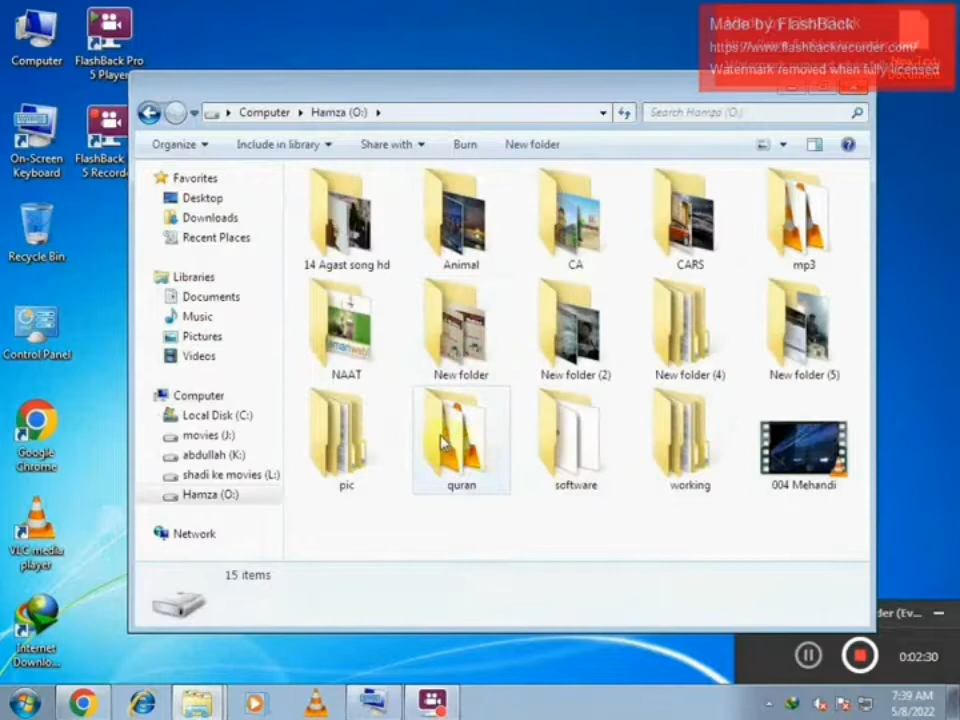 Computer
FlashBack Pro
5 Player
Made by FlashBack
https://www.flashbackrecorder.com/
Watermark removed when fully licensed
Computer
Hamza (O:)
Search Hamza (O:)
Organize
Include in library
Share with
Burn
New folder
On-Screen
Keyboard
FlashBack
5 Record
Recycle Bin
Control Panel
Google
Chrome
VLC media
player
Internet
Downlo...
Favorites
Desktop
Downloads
Recent Places
Libraries
Documents
Music
Pictures
Videos
Computer
Local Disk (C:)
movies (J:)
abdullah (K:)
shadi ke movies (L:)
Hamza (O:)
Network
14 Agast song hd
Animal
CA
CARS
mp3
NAAT
New folder
New folder (2)
New folder (4)
New folder (5)
pic
quran
software
working
004 Mehandi
15 items
der (Ev...
0:02:30
7:39 AM
5/8/2022